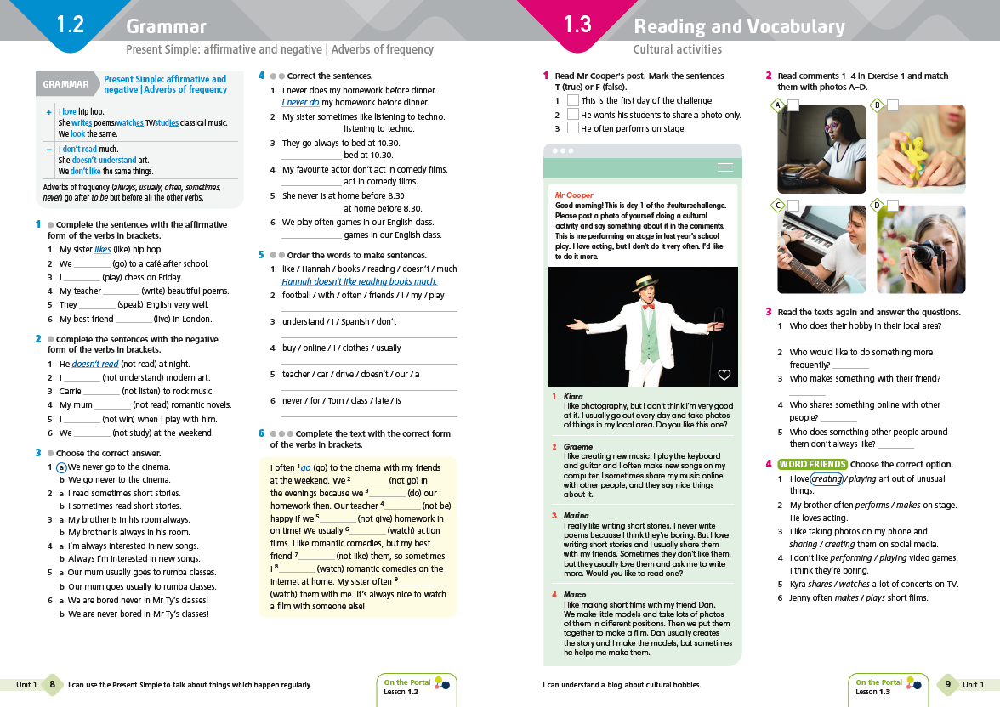 1.2
Grammar
Present Simple: affirmative and negative | Adverbs of frequency
GRAMMAR
Present Simple: affirmative and
negative | Adverbs of frequency
+
I love hip hop.
She writes poems/watches TV/studies classical music.
We look the same.
–
I don't read much.
She doesn't understand art.
We don't like the same things.
Adverbs of frequency (always, usually, often, sometimes,
never) go after to be but before all the other verbs.
1 Complete the sentences with the affirmative
form of the verbs in brackets.
1 My sister likes (like) hip hop.
2 We ________ (go) to a café after school.
3 I ________ (play) chess on Friday.
4 My teacher ________ (write) beautiful poems.
5 They ________ (speak) English very well.
6 My best friend ________ (live) in London.
2 Complete the sentences with the negative
form of the verbs in brackets.
1 He doesn't read (not read) at night.
2 I ________ (not understand) modern art.
3 Carrie ________ (not listen) to rock music.
4 My mum ________ (not read) romantic novels.
5 I ________ (not win) when I play with him.
6 We ________ (not study) at the weekend.
3 Choose the correct answer.
1 a We never go to the cinema.
b We go never to the cinema.
2 a I read sometimes short stories.
b I sometimes read short stories.
3 a My brother is in his room always.
b My brother is always in his room.
4 a I'm always interested in new songs.
b Always I'm interested in new songs.
5 a Our mum usually goes to rumba classes.
b Our mum goes usually to rumba classes.
6 a We are bored never in Mr Ty's classes!
b We are never bored in Mr Ty's classes!
4 Correct the sentences.
1 I never does my homework before dinner.
I never do my homework before dinner.
2 My sister sometimes like listening to techno.
________ listening to techno.
3 They go always to bed at 10.30.
________ bed at 10.30.
4 My favourite actor don't act in comedy films.
________ act in comedy films.
5 She never is at home before 8.30.
________ at home before 8.30.
6 We play often games in our English class.
________ games in our English class.
5 Order the words to make sentences.
1 like / Hannah / books / reading / doesn't / much
Hannah doesn't like reading books much.
2 football / with / often / friends / I / my / play
3 understand / I / Spanish / don't
4 buy / online / I / clothes / usually
5 teacher / car / drive / doesn't / our / a
6 never / for / Tom / class / late / is
6 Complete the text with the correct form
of the verbs in brackets.
I often 1 go (go) to the cinema with my friends
at the weekend. We 2 ________ (not go) in
the evenings because we 3 ________ (do) our
homework then. Our teacher 4 ________ (not be)
happy if we 5 ________ (not give) homework in
on time! We usually 6 ________ (watch) action
films. I like romantic comedies, but my best
friend 7 ________ (not like) them, so sometimes
I 8 ________ (watch) romantic comedies on the
Internet at home. My sister often 9 ________
(watch) them with me. It's always nice to watch
a film with someone else!
Unit 1 8 I can use the Present Simple to talk about things which happen regularly.
On the Portal
Lesson 1.2
1.3
Reading and Vocabulary
Cultural activities
1 Read Mr Cooper's post. Mark the sentences
T (true) or F (false).
1 This is the first day of the challenge.
2 He wants his students to share a photo only.
3 He often performs on stage.
Mr Cooper
Good morning! This is day 1 of the #culturechallenge.
Please post a photo of yourself doing a cultural
activity and say something about it in the comments.
This is me performing on stage in last year's school
play. I love acting, but I don't do it very often. I'd like
to do it more.
1 Kiara
I like photography, but I don't think I'm very good
at it. I usually go out every day and take photos
of things in my local area. Do you like this one?
2 Graeme
I like creating new music. I play the keyboard
and guitar and I often make new songs on my
computer. I sometimes share my music online
with other people, and they say nice things
about it.
3 Marina
I really like writing short stories. I never write
poems because I think they're boring. But I love
writing short stories and I usually share them
with my friends. Sometimes they don't like them,
but they usually love them and ask me to write
more. Would you like to read one?
4 Marco
I like making short films with my friend Dan.
We make little models and take lots of photos
of them in different positions. Then we put them
together to make a film. Dan usually creates
the story and I make the models, but sometimes
he helps me make them.
2 Read comments 1–4 in Exercise 1 and match
them with photos A–D.
A
B
C
D
3 Read the texts again and answer the questions.
1 Who does their hobby in their local area?
________
2 Who would like to do something more
frequently? ________
3 Who makes something with their friend?
________
4 Who shares something online with other
people? ________
5 Who does something other people around
them don't always like? ________
4 WORD FRIENDS Choose the correct option.
1 I love creating / playing art out of unusual
things.
2 My brother often performs / makes on stage.
He loves acting.
3 I like taking photos on my phone and
sharing / creating them on social media.
4 I don't like performing / playing video games.
I think they're boring.
5 Kyra shares / watches a lot of concerts on TV.
6 Jenny often makes / plays short films.
I can understand a blog about cultural hobbies.
On the Portal
Lesson 1.3
9 Unit 1